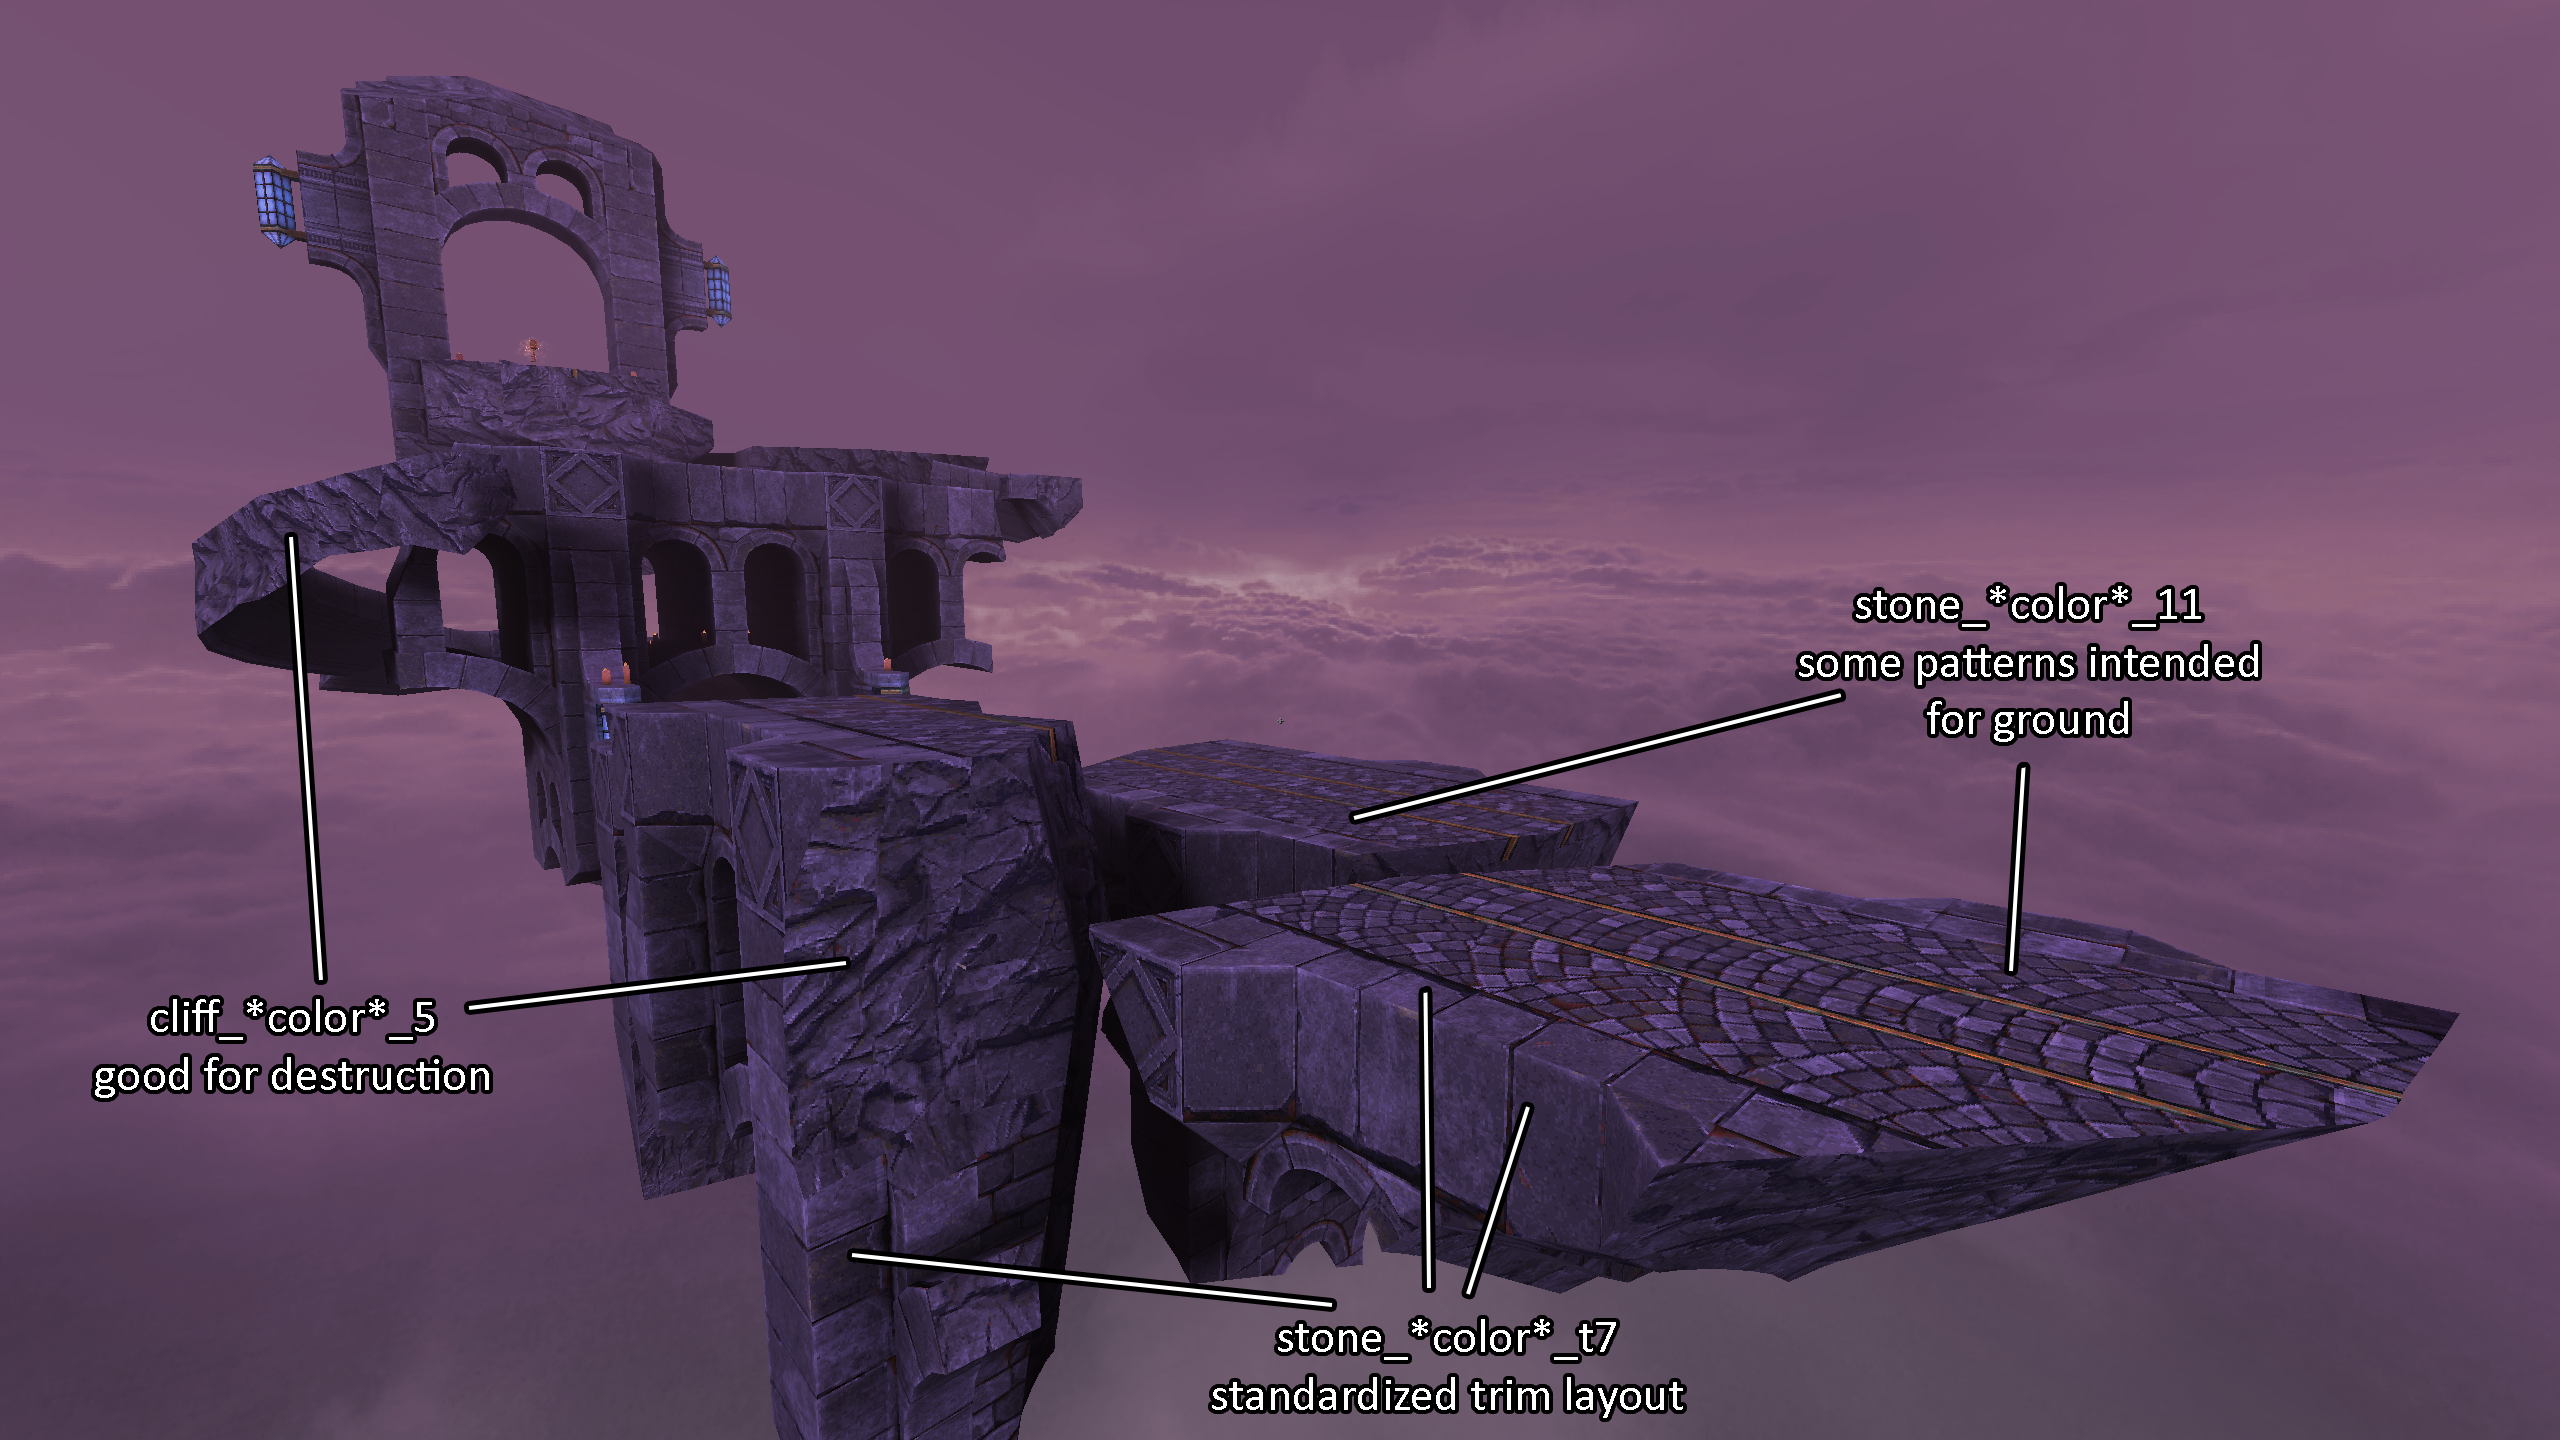 stone_*color*_11
some patterns intended
for ground
cliff_*color*_5
good for destruction
stone_*color*_t7
standardized trim layout